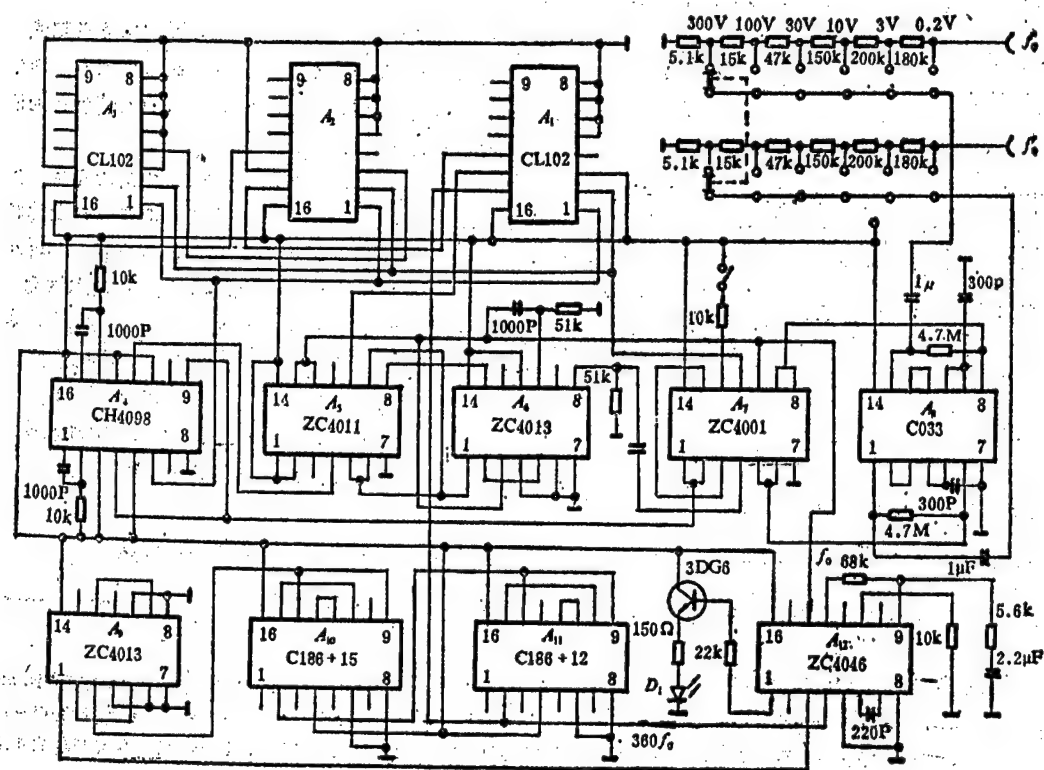 300V 100V 30V 10V 3V 0.2V
5.1k 15k 47k 150k 200k 180k
5.1k 15k 47k 150k 200k 180k
9 8
A₃
CL102
16 1
9 8
A₂
16 1
9 8
A₁
CL102
16 1
10k
1000P
1000P 51k
51k
10k
1μ
300p
4.7M
16 9
A₄
CH4098
1 8
14 8
A₅
ZC4011
1 7
14 8
A₆
ZC4013
1 7
14 8
A₇
ZC4001
1 7
14 8
A₈
C033
1 7
1000P
10k
300P
4.7M
1μF
14 8
A₉
ZC4013
1 7
16 9
A₁₀
C186+15
1 8
16 9
A₁₁
C186+12
1 8
3DG6
150Ω
22k
D₁
360f₀
f₀ 68k
16 9
A₁₂
ZC4046
1 8
10k
5.6k
2.2μF
220P